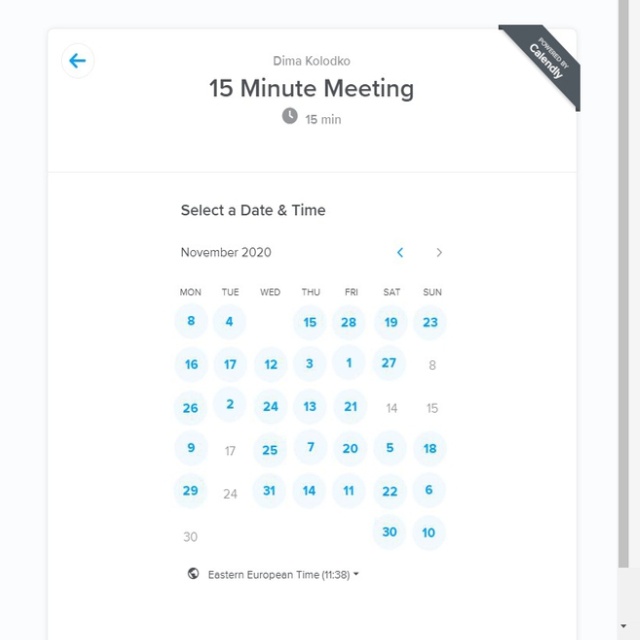 POWERED BY
Calendly
Dima Kolodko
15 Minute Meeting
15 min
Select a Date & Time
November 2020
MON TUE WED THU FRI SAT SUN
8 4 15 28 19 23
16 17 12 3 1 27 8
26 2 24 13 21 14 15
9 17 25 7 20 5 18
29 24 31 14 11 22 6
30 30 10
Eastern European Time (11:38)